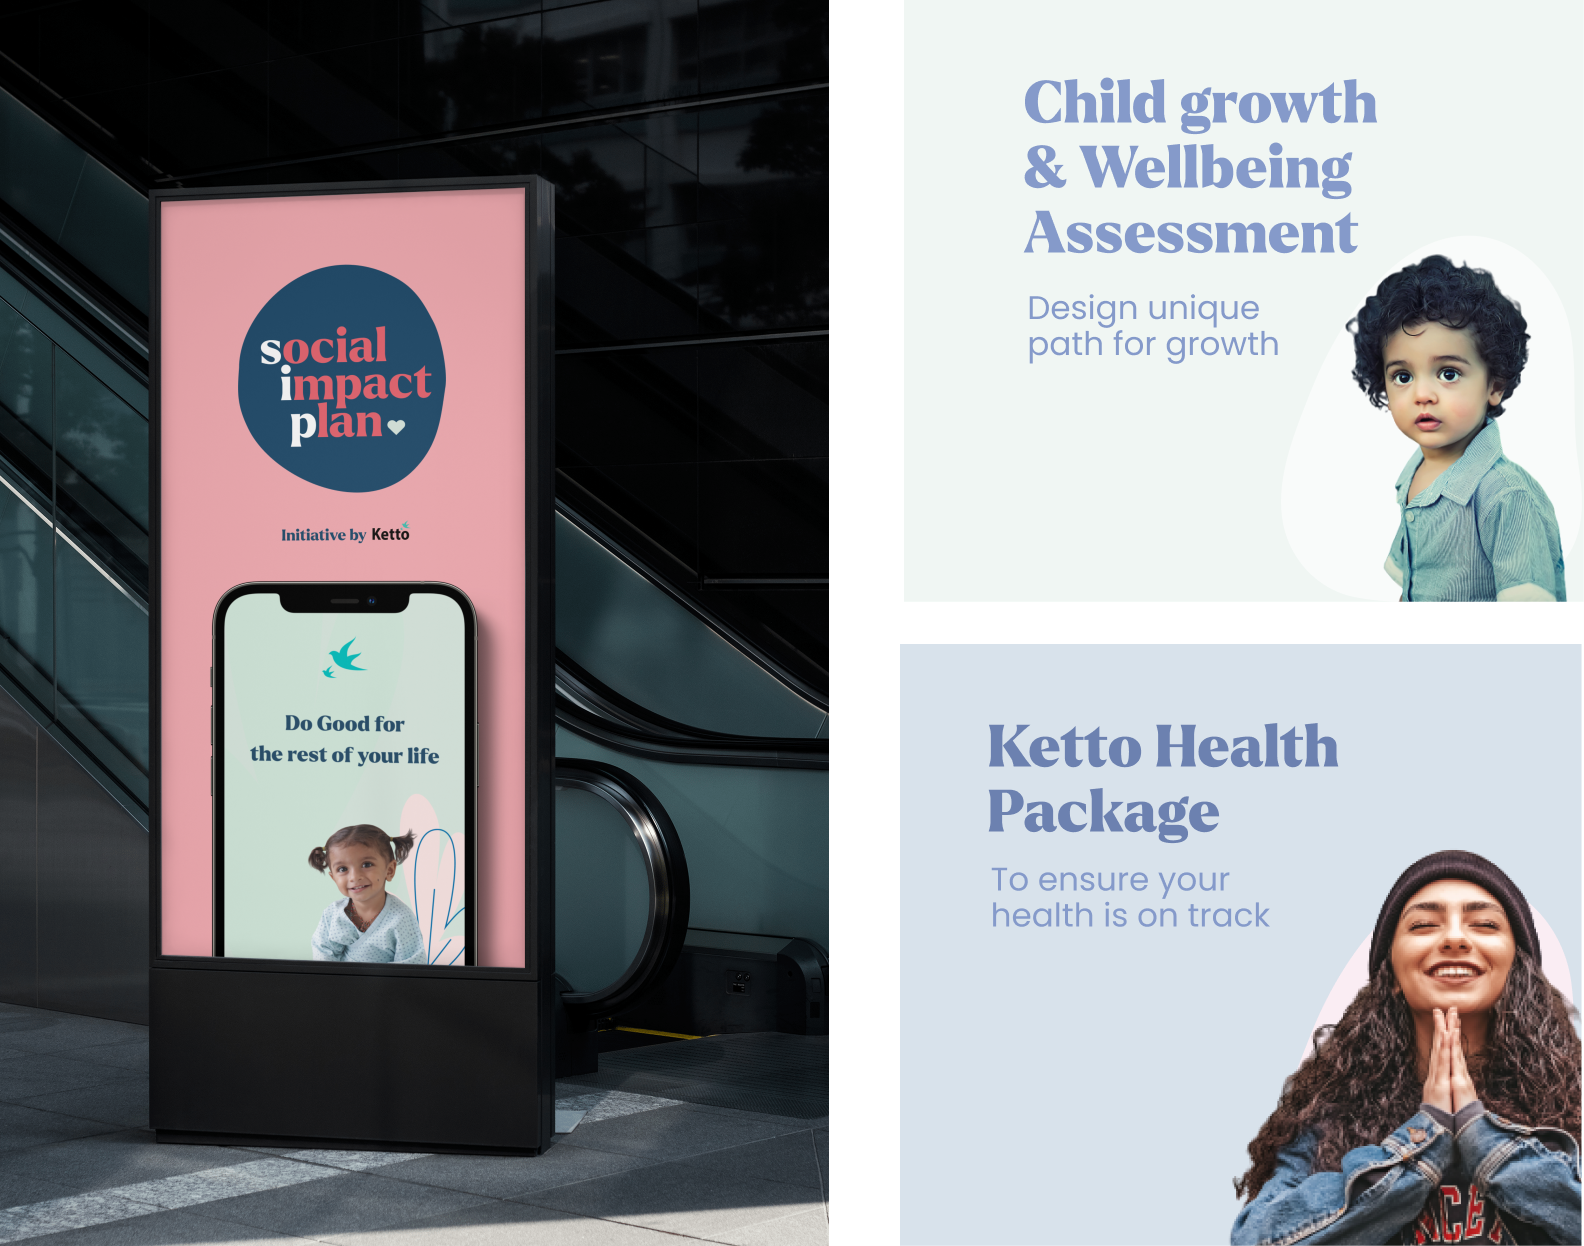 social
impact
plan
Initiative by Ketto
Do Good for
the rest of your life
Child growth
& Wellbeing
Assessment
Design unique
path for growth
Ketto Health
Package
To ensure your
health is on track